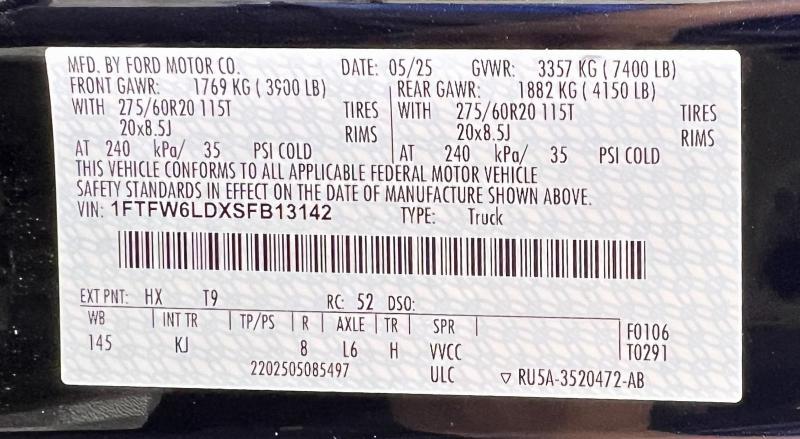 MFD. BY FORD MOTOR CO. DATE: 05/25 GVWR: 3357 KG (7400 LB)
FRONT GAWR: 1769 KG (3900 LB) REAR GAWR: 1882 KG (4150 LB)
WITH 275/60R20 115T TIRES WITH 275/60R20 115T TIRES
20x8.5J RIMS 20x8.5J RIMS
AT 240 kPa/ 35 PSI COLD AT 240 kPa/ 35 PSI COLD
THIS VEHICLE CONFORMS TO ALL APPLICABLE FEDERAL MOTOR VEHICLE
SAFETY STANDARDS IN EFFECT ON THE DATE OF MANUFACTURE SHOWN ABOVE.
VIN: 1FTFW6LDXSFB13142 TYPE: Truck
EXT PNT: HX T9 RC: 52 DSO:
WB INT TR TP/PS R AXLE TR SPR F0106
145 KJ 8 L6 H VVCC T0291
2202505085497 ULC ▽ RU5A-3520472-AB